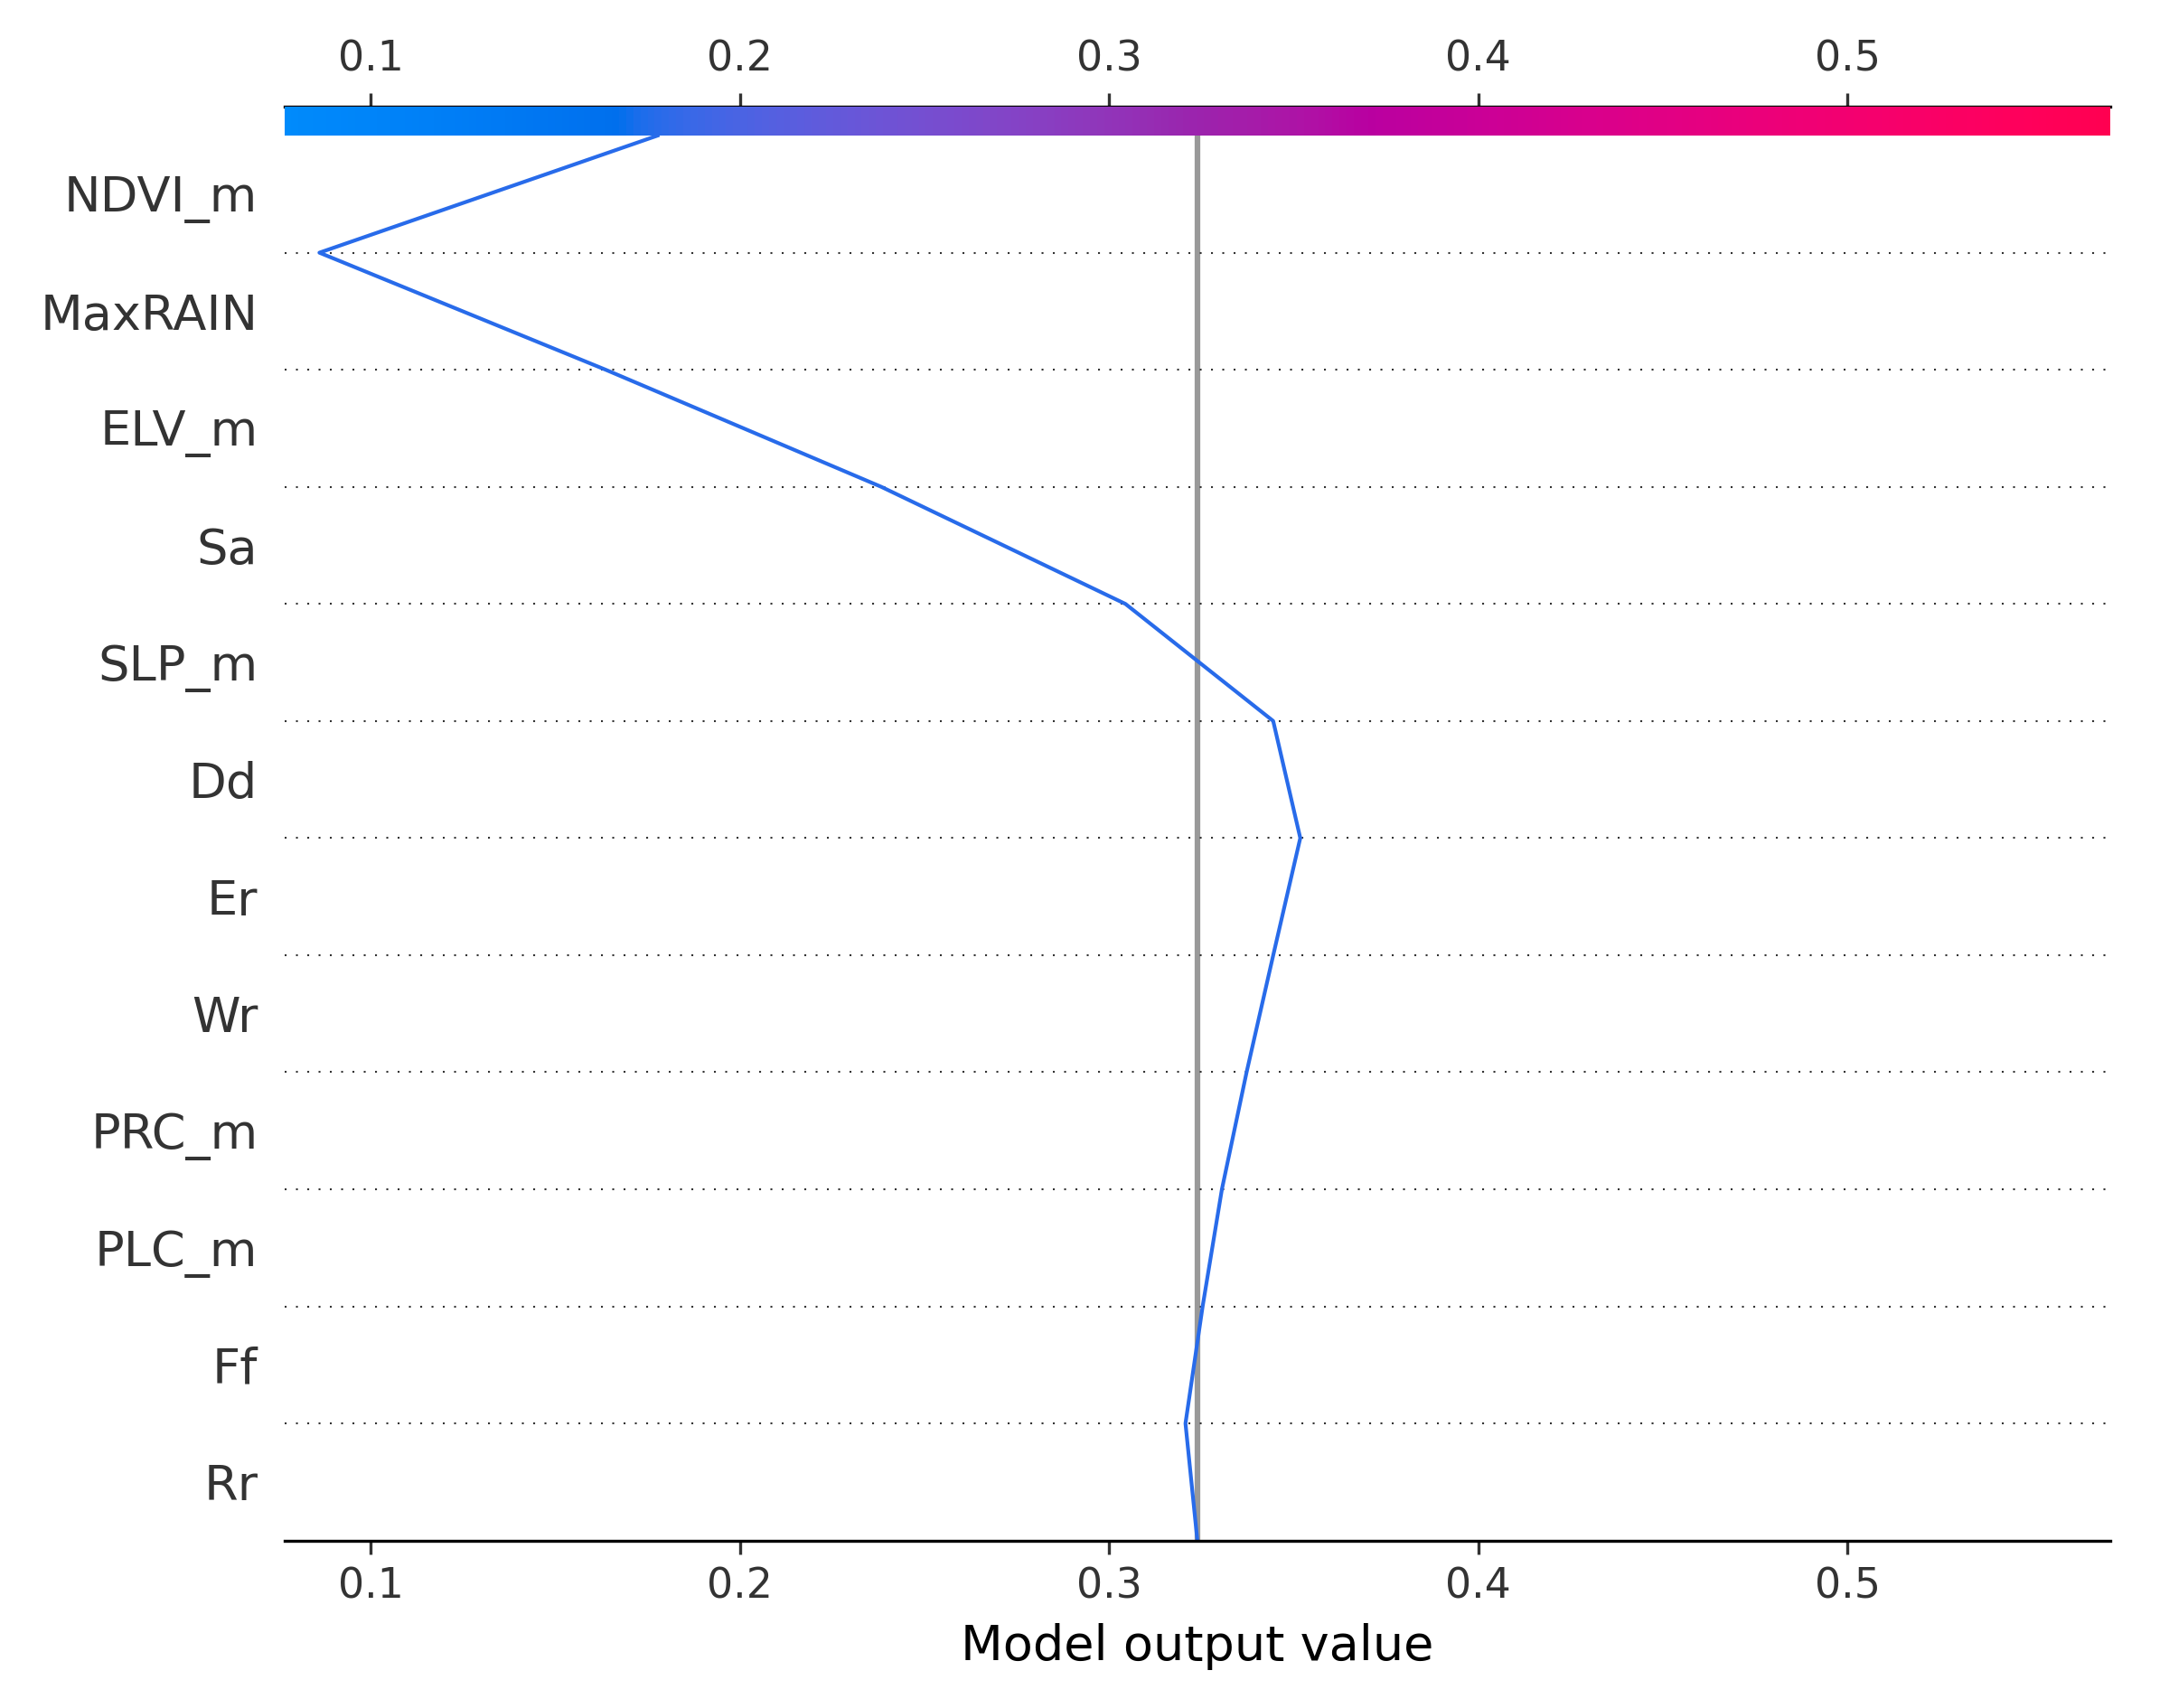 0.1 0.2 0.3 0.4 0.5
NDVI_m
MaxRAIN
ELV_m
Sa
SLP_m
Dd
Er
Wr
PRC_m
PLC_m
Ff
Rr
0.1 0.2 0.3 0.4 0.5
Model output value